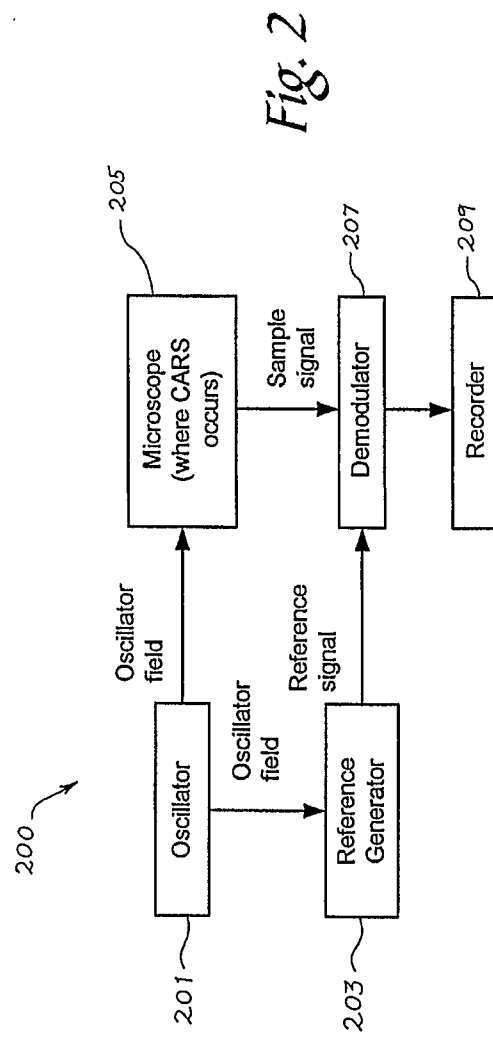 200
201
Oscillator
Oscillator
field
205
Microscope
(where CARS
occurs)
Oscillator
field
Sample
signal
203
Reference
Generator
Reference
signal
207
Demodulator
209
Recorder
Fig. 2